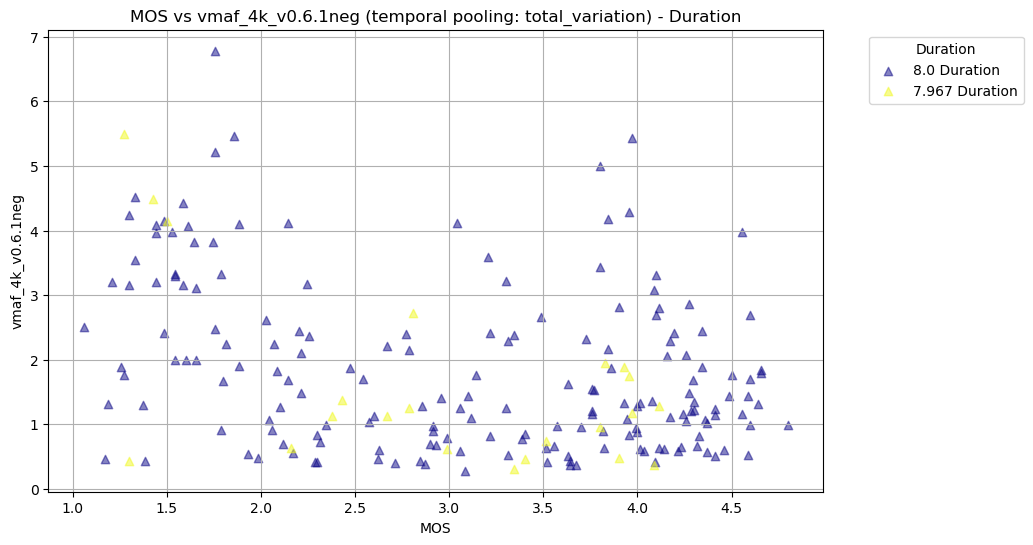 MOS vs vmaf_4k_v0.6.1neg (temporal pooling: total_variation) - Duration
Duration
8.0 Duration
7.967 Duration
vmaf_4k_v0.6.1neg
7
6
5
4
3
2
1
0
1.0 1.5 2.0 2.5 3.0 3.5 4.0 4.5
MOS